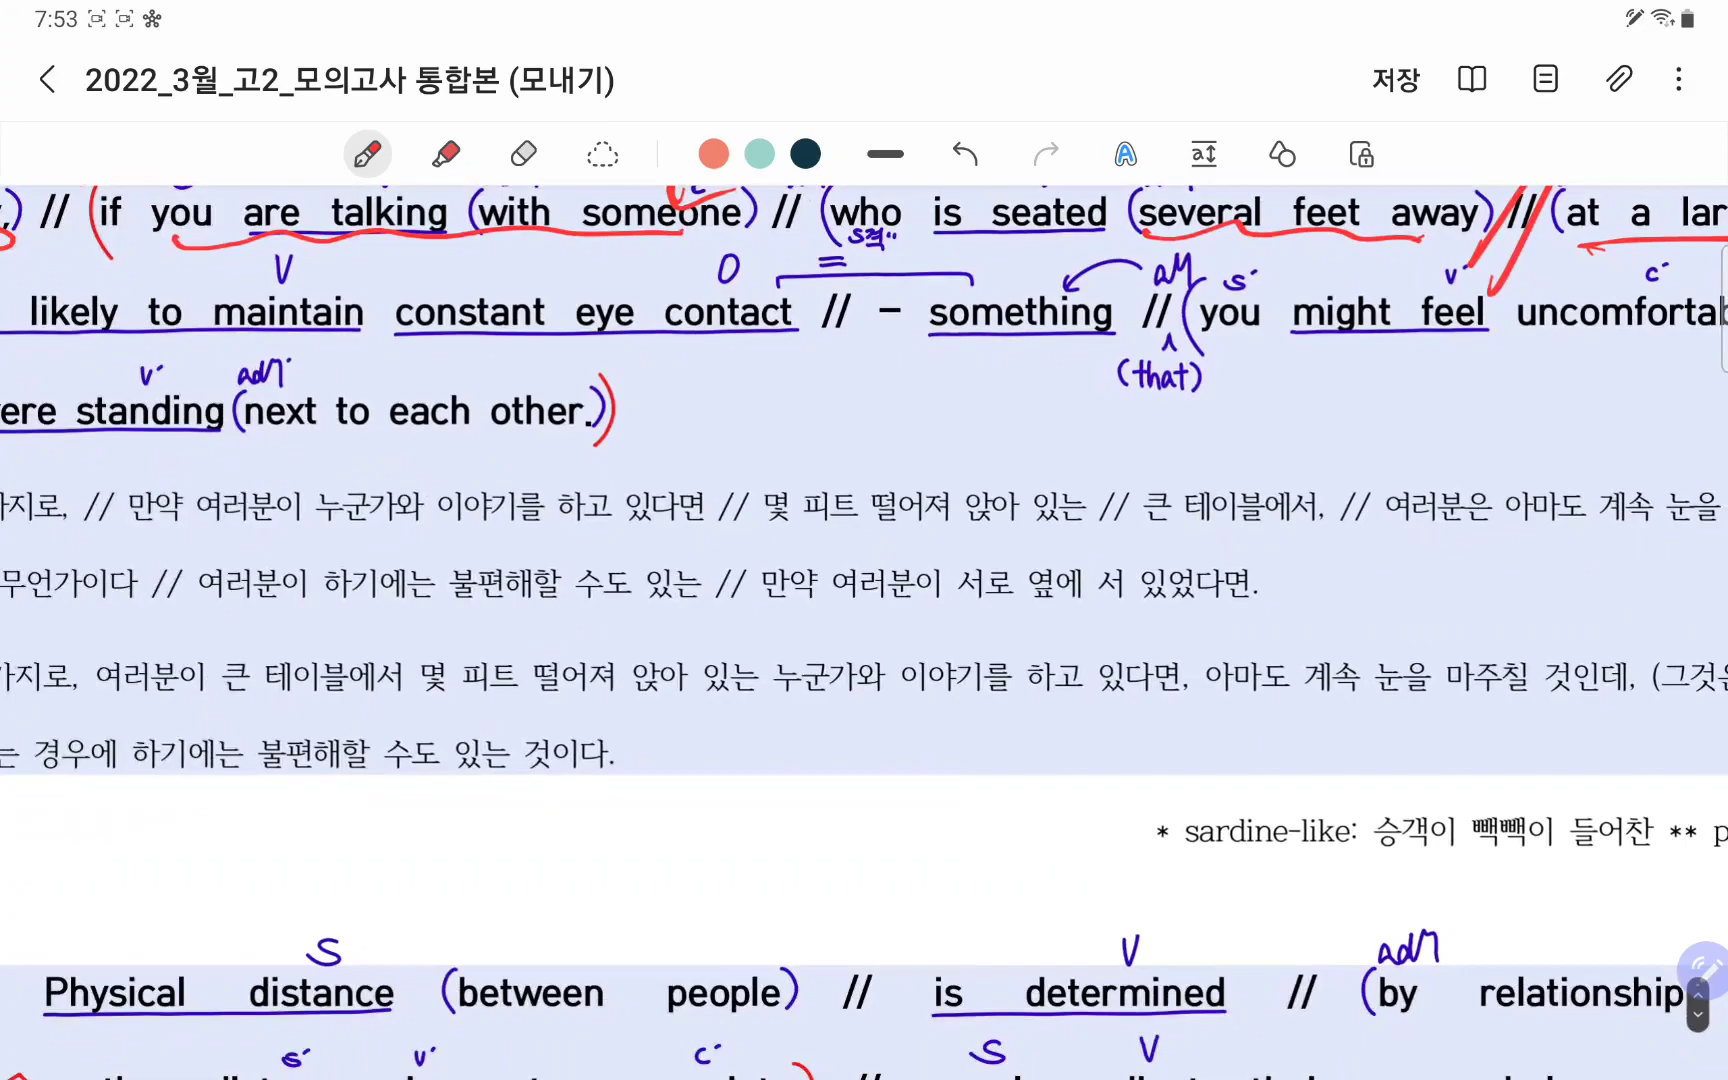 7:53
2022_3월_고2_모의고사 통합본 (모내기)
저장
// (if you are talking (with someone) // (who is seated (several feet away) // (at a lar
s격
V O aM s' v' c'
likely to maintain constant eye contact // – something // (you might feel uncomforta
(that)
v' adM'
ere standing (next to each other.))
가지로, // 만약 여러분이 누군가와 이야기를 하고 있다면 // 몇 피트 떨어져 앉아 있는 // 큰 테이블에서, // 여러분은 아마도 계속 눈을
무언가이다 // 여러분이 하기에는 불편해할 수도 있는 // 만약 여러분이 서로 옆에 서 있었다면.
가지로, 여러분이 큰 테이블에서 몇 피트 떨어져 앉아 있는 누군가와 이야기를 하고 있다면, 아마도 계속 눈을 마주칠 것인데, (그것은
는 경우에 하기에는 불편해할 수도 있는 것이다.
* sardine-like: 승객이 빽빽이 들어찬 ** p
S V adM
Physical distance (between people) // is determined // (by relationship
s' v' c' S V